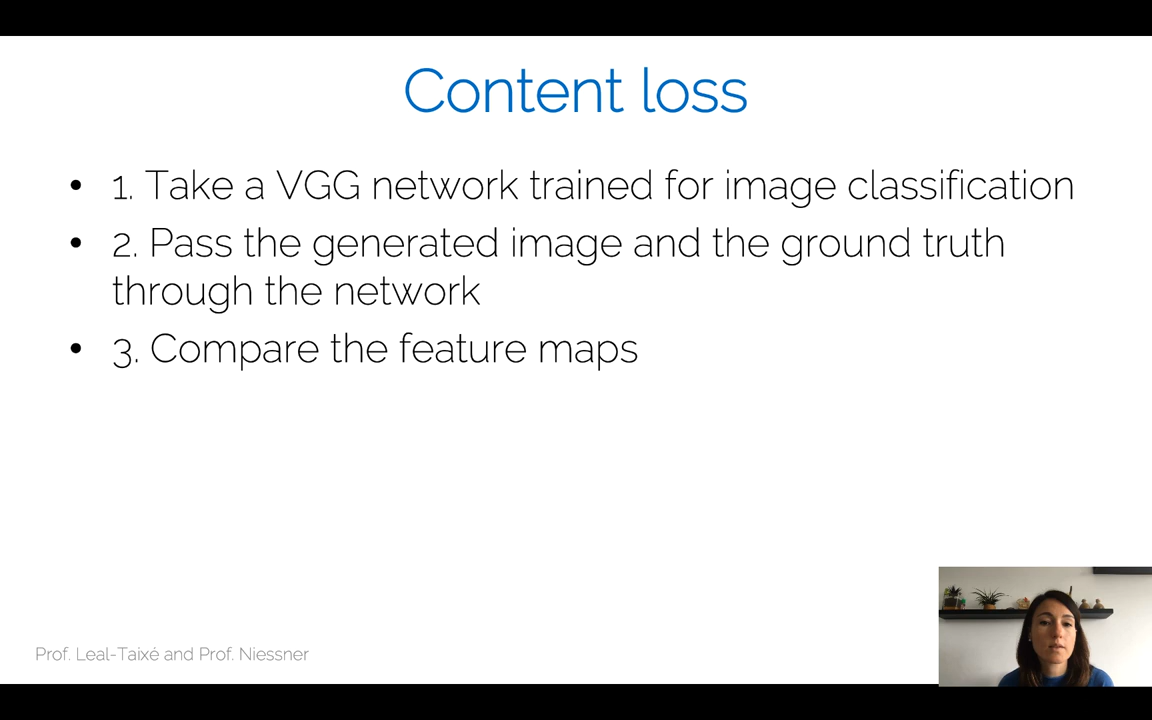 Content loss
• 1. Take a VGG network trained for image classification
• 2. Pass the generated image and the ground truth
through the network
• 3. Compare the feature maps
Prof. Leal-Taixé and Prof. Niessner